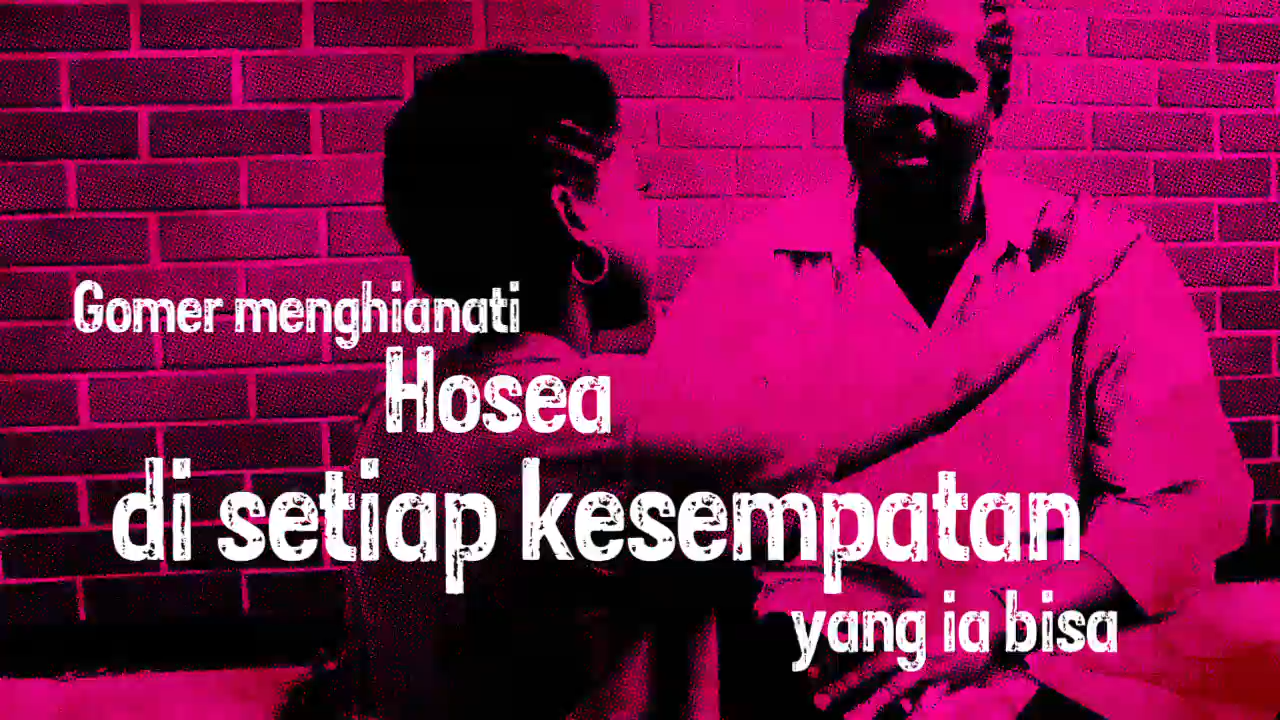 Gomer menghianati
Hosea
di setiap kesempatan
yang ia bisa